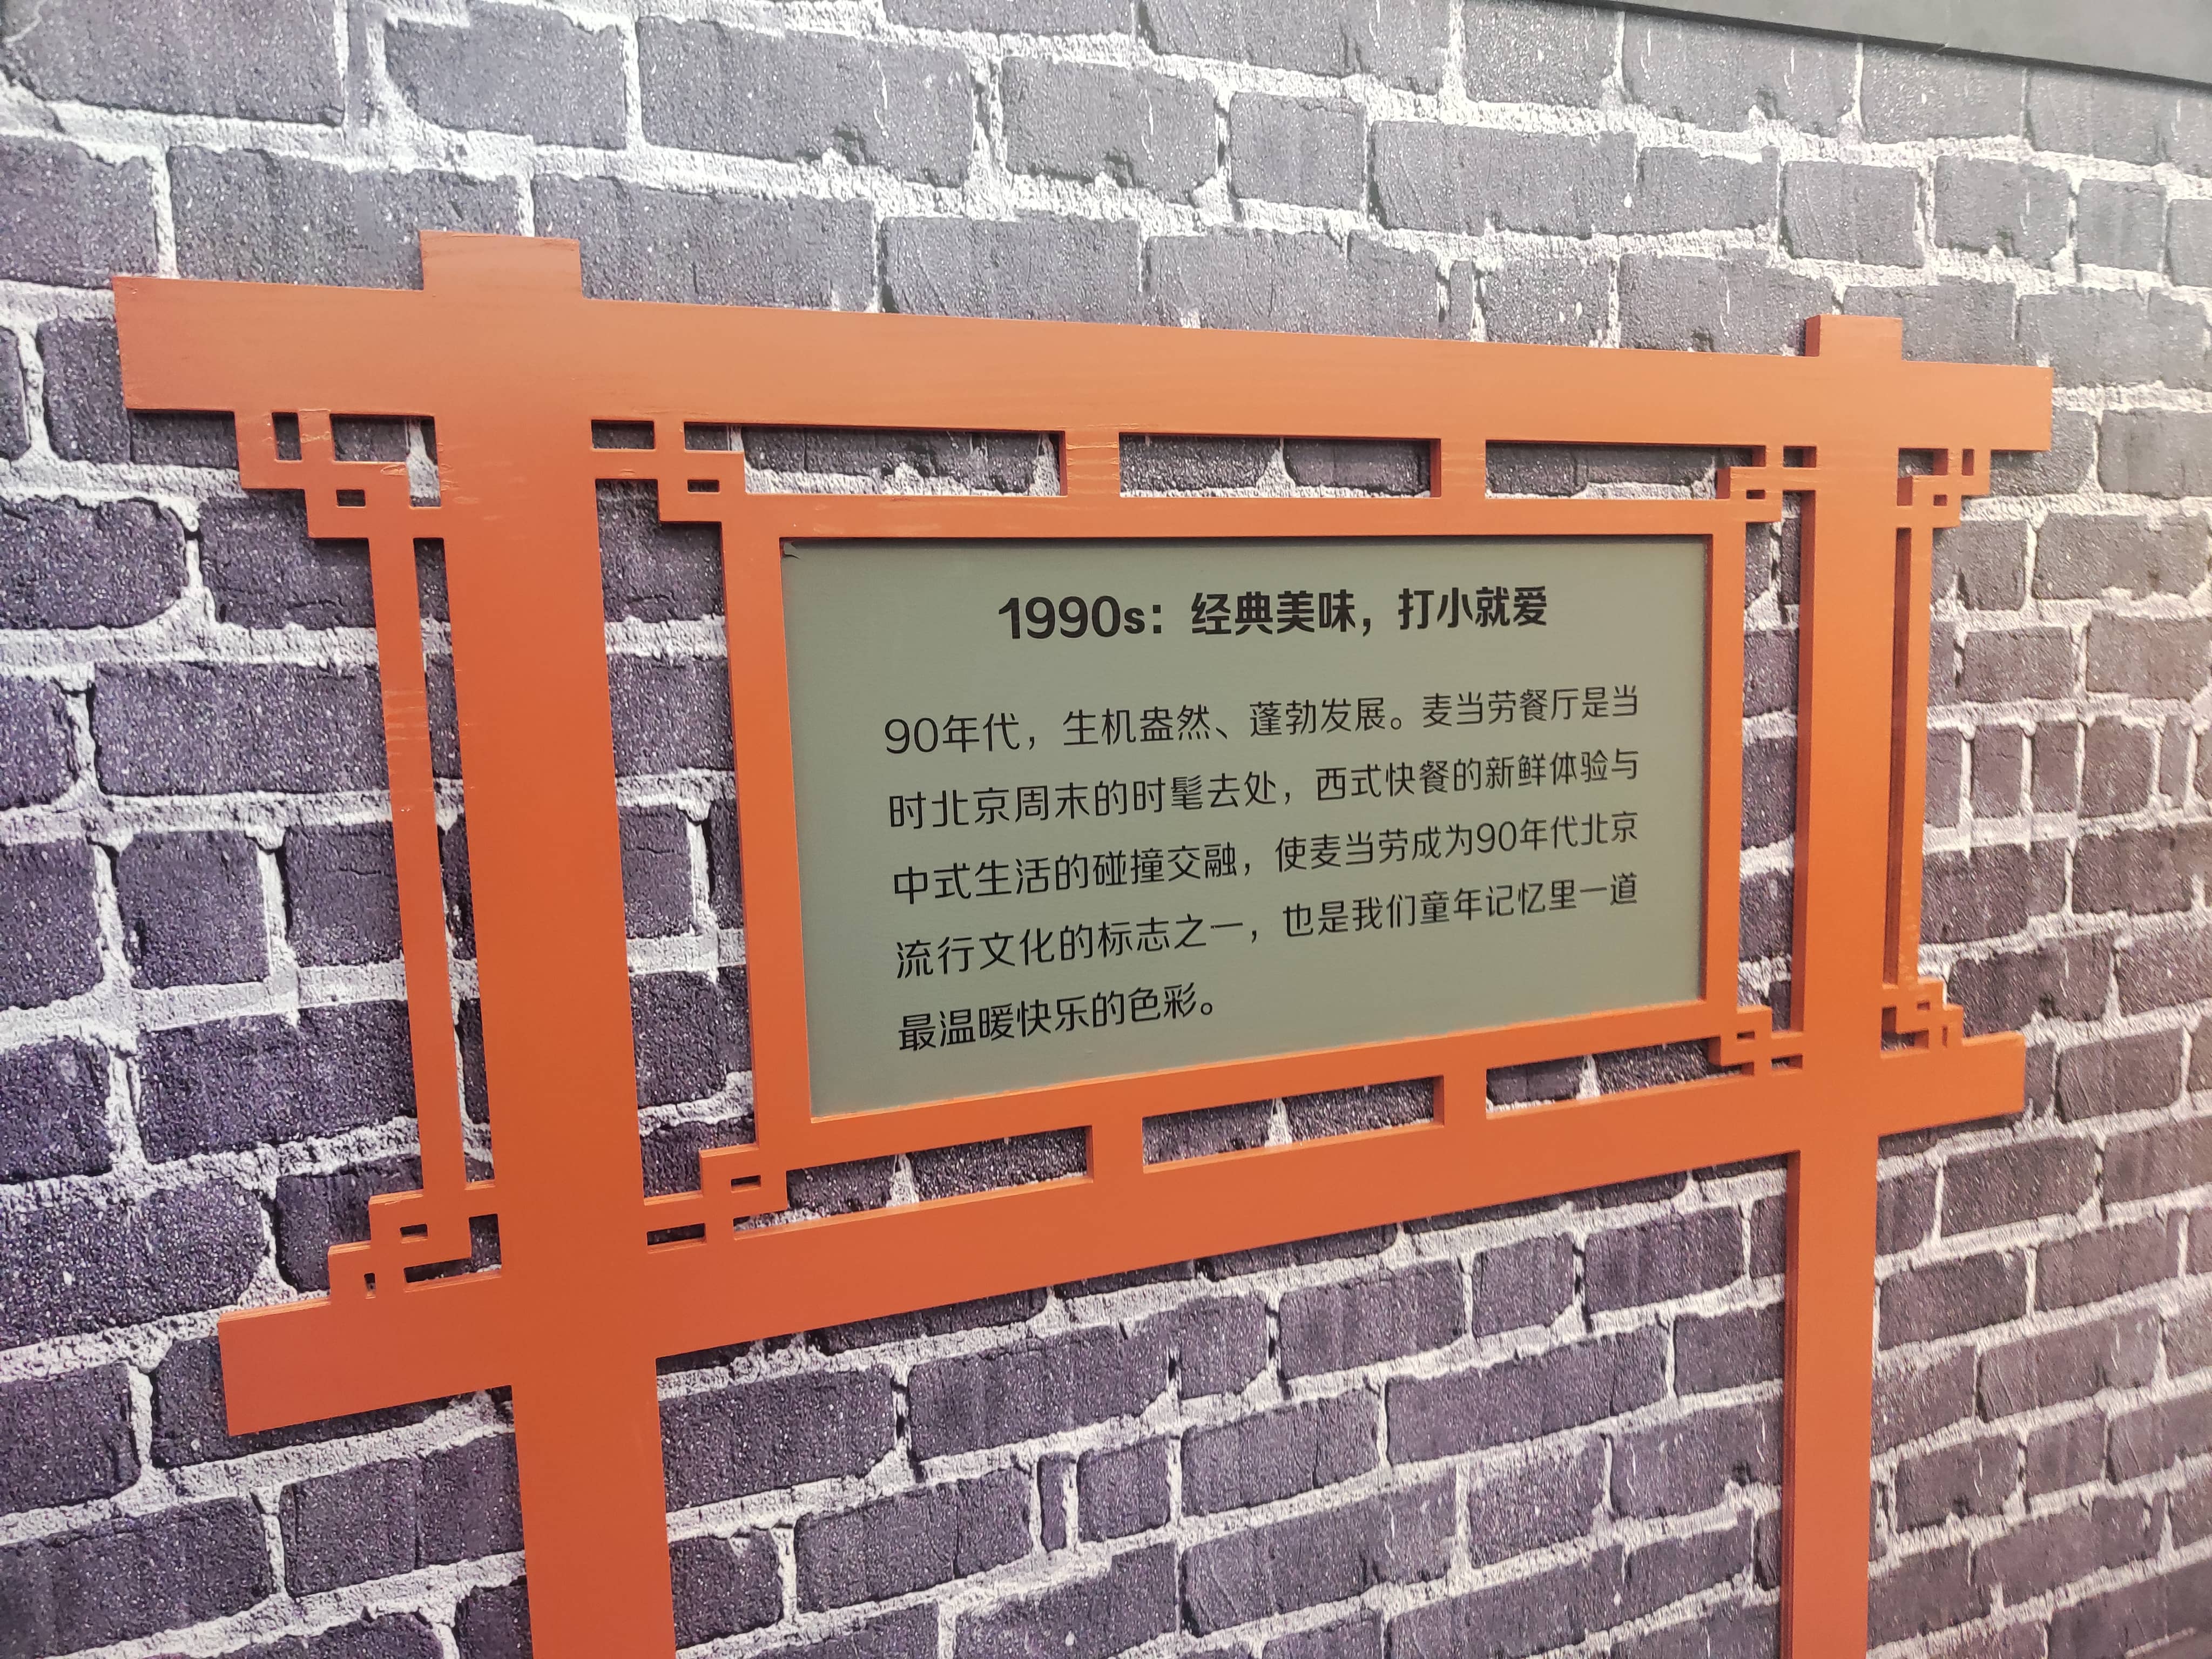 1990s：经典美味，打小就爱
90年代，生机盎然、蓬勃发展。麦当劳餐厅是当
时北京周末的时髦去处，西式快餐的新鲜体验与
中式生活的碰撞交融，使麦当劳成为90年代北京
流行文化的标志之一，也是我们童年记忆里一道
最温暖快乐的色彩。